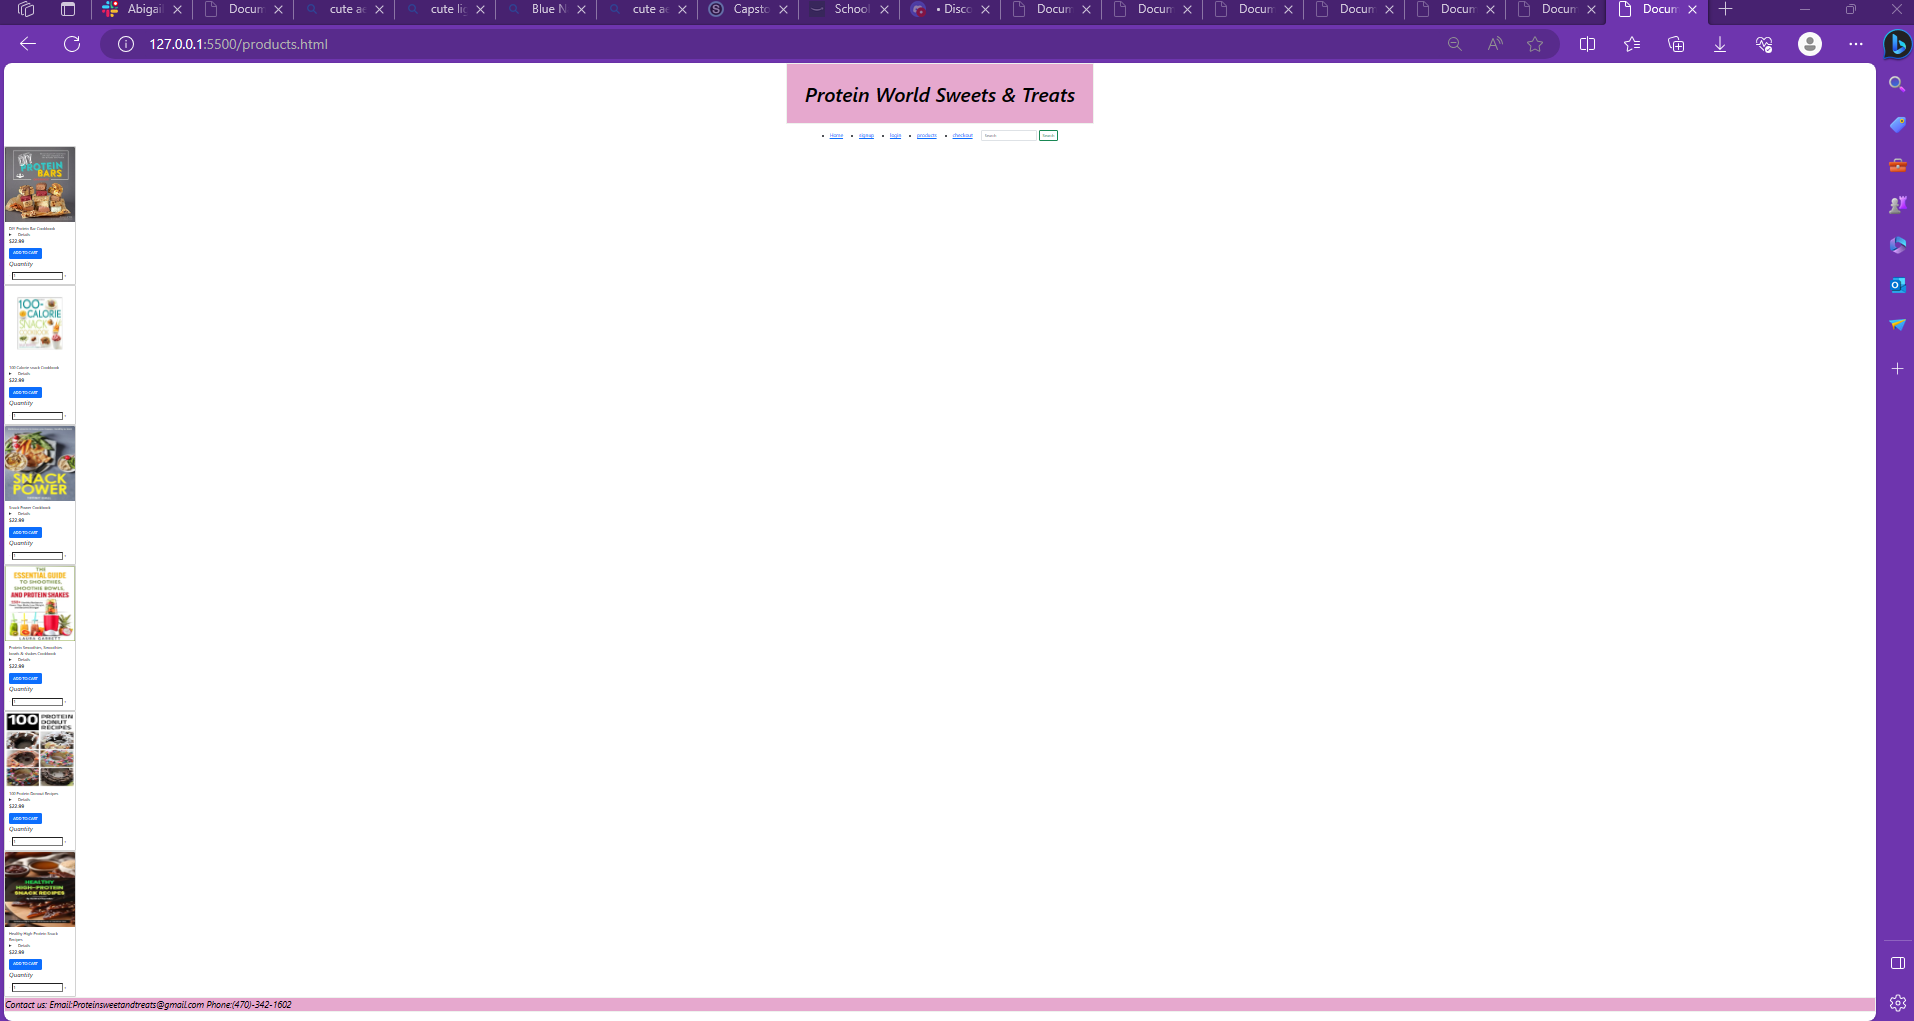 Abigail
Docum
cute ae
cute lig
Blue N
cute ae
Capsto
School
• Disco
Docum
Docum
Docum
Docum
Docum
Docum
Docum
127.0.0.1:5500/products.html
Protein World Sweets & Treats
Home
signup
login
products
checkout
Search
Search
DIY PROTEIN BARS
DIY Protein Bar Cookbook
Details
$22.99
ADD TO CART
Quantity
100-CALORIE SNACK COOKBOOK
100 Calorie snack Cookbook
Details
$22.99
ADD TO CART
Quantity
SNACK POWER
Snack Power Cookbook
Details
$22.99
ADD TO CART
Quantity
THE ESSENTIAL GUIDE
TO SMOOTHIES,
SMOOTHIE BOWLS,
AND PROTEIN SHAKES
LAURA GARRETT
Protein Smoothies, Smoothies
bowls & shakes Cookbook
Details
$22.99
ADD TO CART
Quantity
100 PROTEIN DONUT RECIPES
100 Protein Donout Recipes
Details
$22.99
ADD TO CART
Quantity
HEALTHY
HIGH-PROTEIN
SNACK RECIPES
Healthy High-Protein Snack
Recipes
Details
$22.99
ADD TO CART
Quantity
Contact us: Email:Proteinsweetandtreats@gmail.com Phone:(470)-342-1602